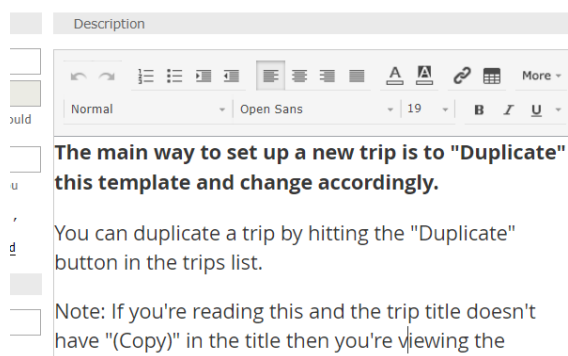 Description
More
ould
Normal Open Sans 19 B I U
The main way to set up a new trip is to "Duplicate"
this template and change accordingly.
u
You can duplicate a trip by hitting the "Duplicate"
d
button in the trips list.
Note: If you're reading this and the trip title doesn't
have "(Copy)" in the title then you're viewing the